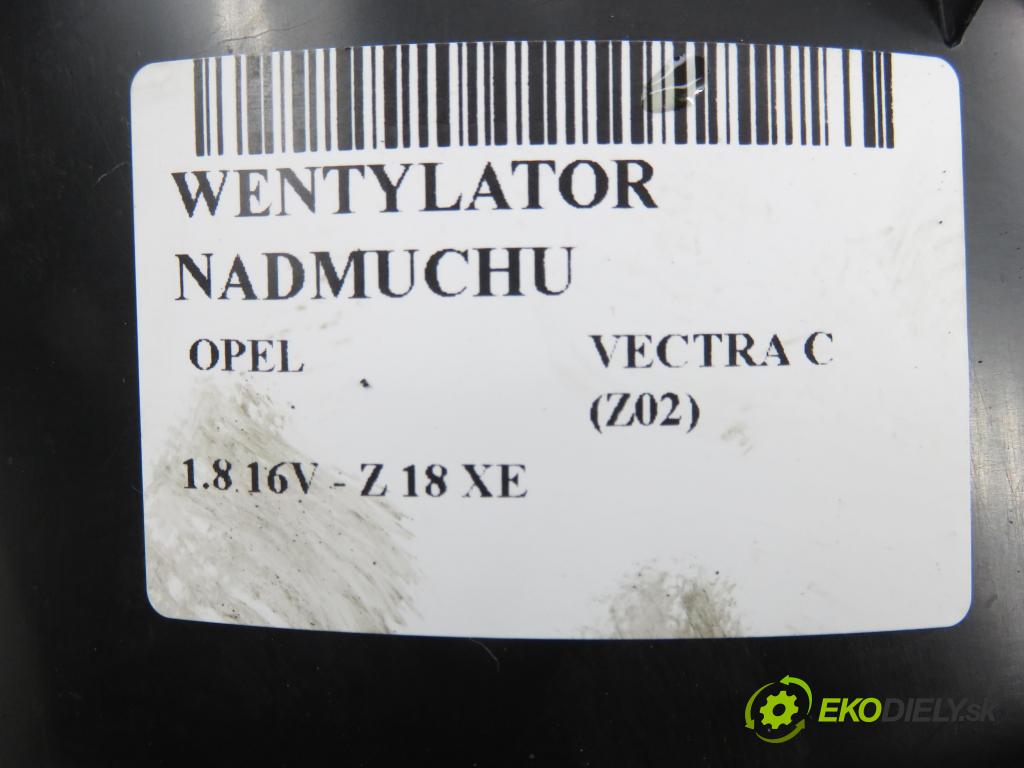 WENTYLATOR
NADMUCHU
OPEL VECTRA C
(Z02)
1.8 16V - Z 18 XE
EKODIELY.sk